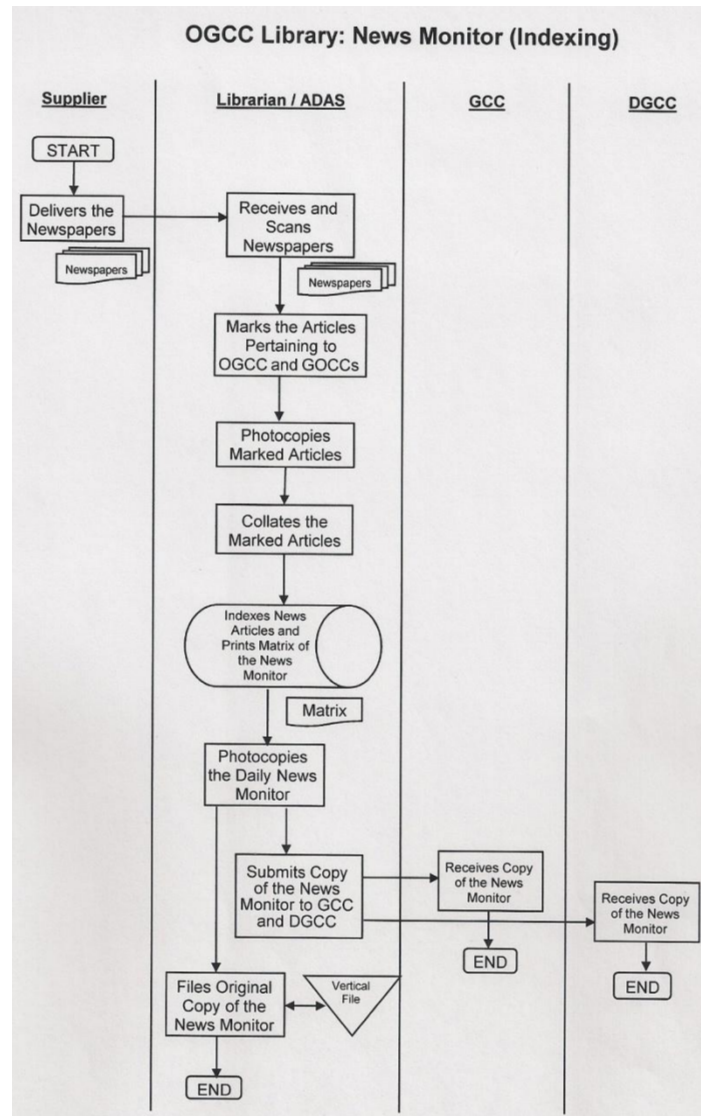 OGCC Library: News Monitor (Indexing)
Supplier
Librarian / ADAS
GCC
DGCC
START
Delivers the
Newspapers
Newspapers
Receives and
Scans
Newspapers
Newspapers
Marks the Articles
Pertaining to
OGCC and GOCCs
Photocopies
Marked Articles
Collates the
Marked Articles
Indexes News
Articles and
Prints Matrix of
the News
Monitor
Matrix
Photocopies
the Daily News
Monitor
Submits Copy
of the News
Monitor to GCC
and DGCC
Receives Copy
of the News
Monitor
Receives Copy
of the News
Monitor
END
END
Files Original
Copy of the
News Monitor
Vertical
File
END